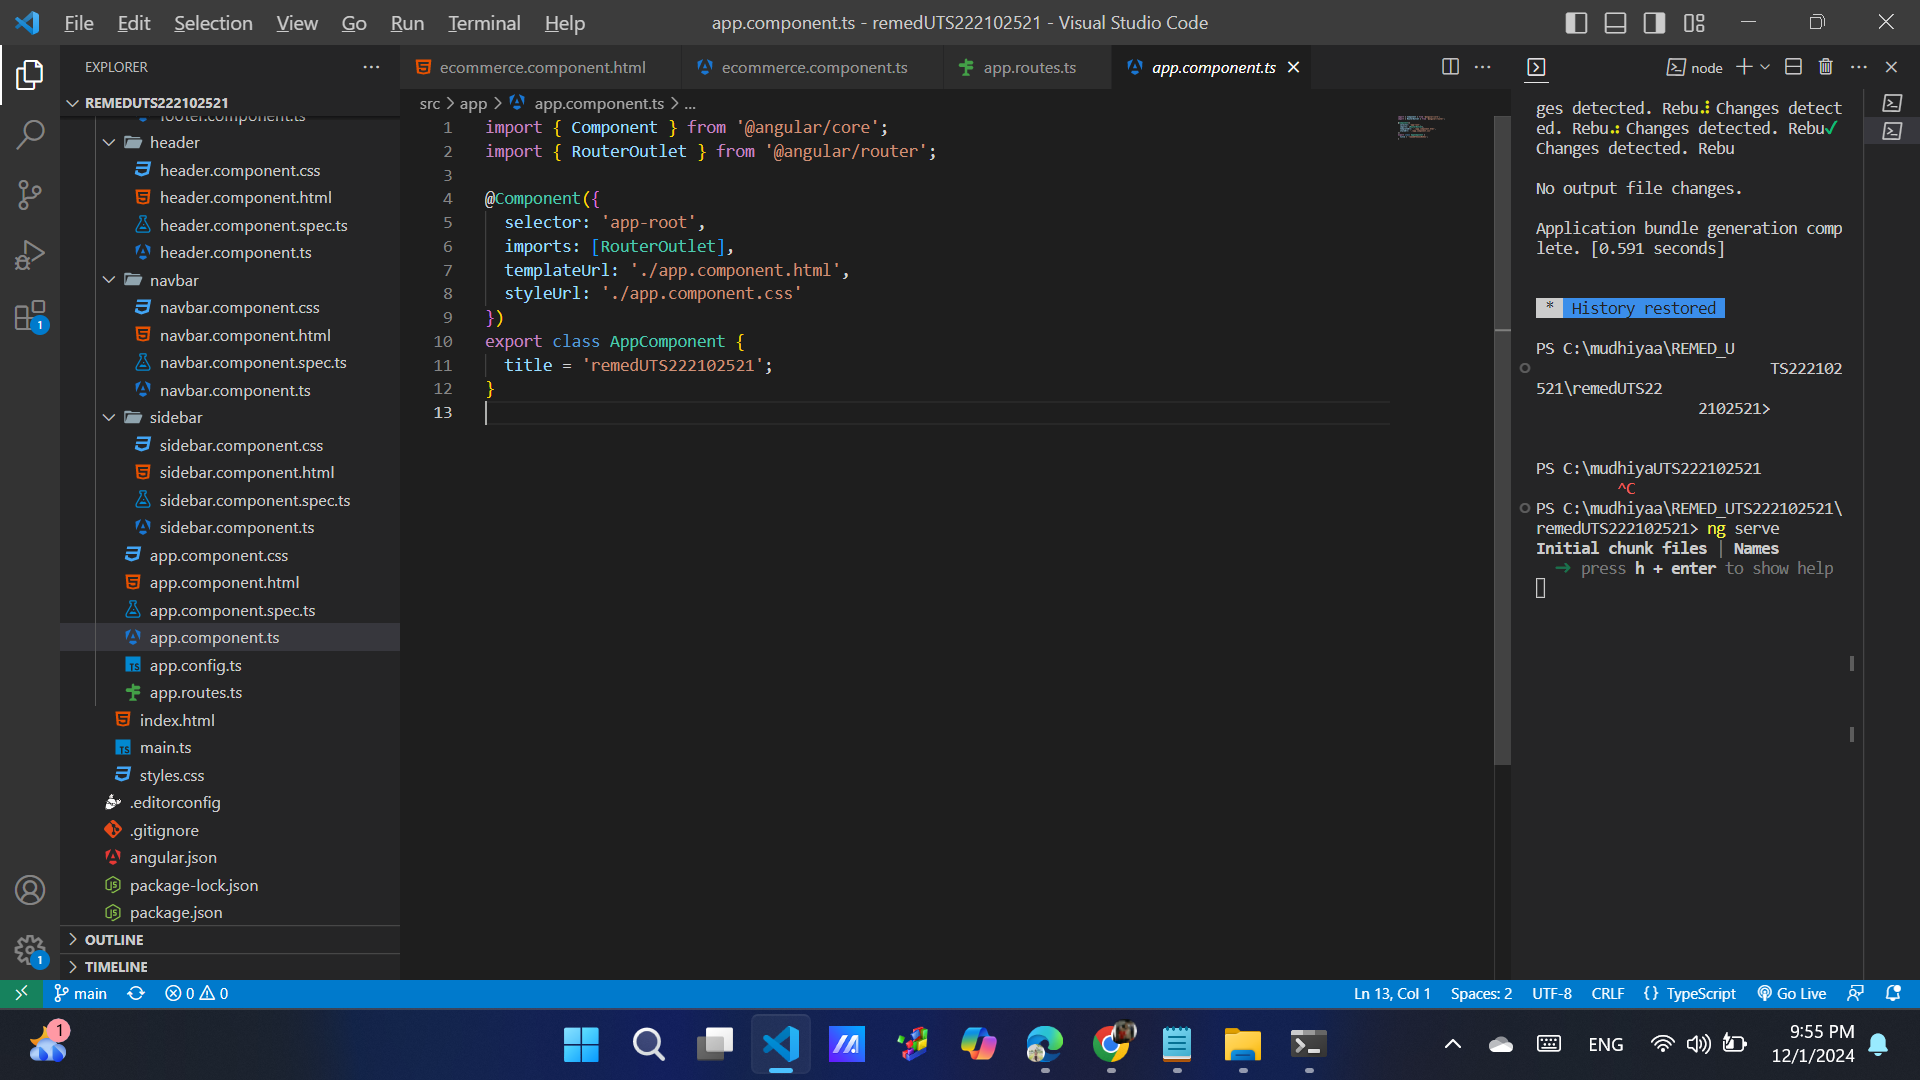 File Edit Selection View Go Run Terminal Help
app.component.ts - remedUTS222102521 - Visual Studio Code
EXPLORER
REMEDUTS222102521
footer.component.ts
header
header.component.css
header.component.html
header.component.spec.ts
header.component.ts
navbar
navbar.component.css
navbar.component.html
navbar.component.spec.ts
navbar.component.ts
sidebar
sidebar.component.css
sidebar.component.html
sidebar.component.spec.ts
sidebar.component.ts
app.component.css
app.component.html
app.component.spec.ts
app.component.ts
app.config.ts
app.routes.ts
index.html
main.ts
styles.css
.editorconfig
.gitignore
angular.json
package-lock.json
package.json
OUTLINE
TIMELINE
1
1
ecommerce.component.html
ecommerce.component.ts
app.routes.ts
app.component.ts
src > app > app.component.ts > ...
1 import { Component } from '@angular/core';
2 import { RouterOutlet } from '@angular/router';
3
4 @Component({
5 selector: 'app-root',
6 imports: [RouterOutlet],
7 templateUrl: './app.component.html',
8 styleUrl: './app.component.css'
9 })
10 export class AppComponent {
11 title = 'remedUTS222102521';
12 }
13
node
ges detected. Rebu Changes detect
ed. Rebu Changes detected. Rebu✓
Changes detected. Rebu
No output file changes.
Application bundle generation comp
lete. [0.591 seconds]
* History restored
PS C:\mudhiyaa\REMED_U
TS222102
521\remedUTS22
2102521>
PS C:\mudhiyaUTS222102521
^C
PS C:\mudhiyaa\REMED_UTS222102521\
remedUTS222102521> ng serve
Initial chunk files | Names
➜ press h + enter to show help
main 0 0 Ln 13, Col 1 Spaces: 2 UTF-8 CRLF {} TypeScript Go Live
1
ENG
9:55 PM
12/1/2024